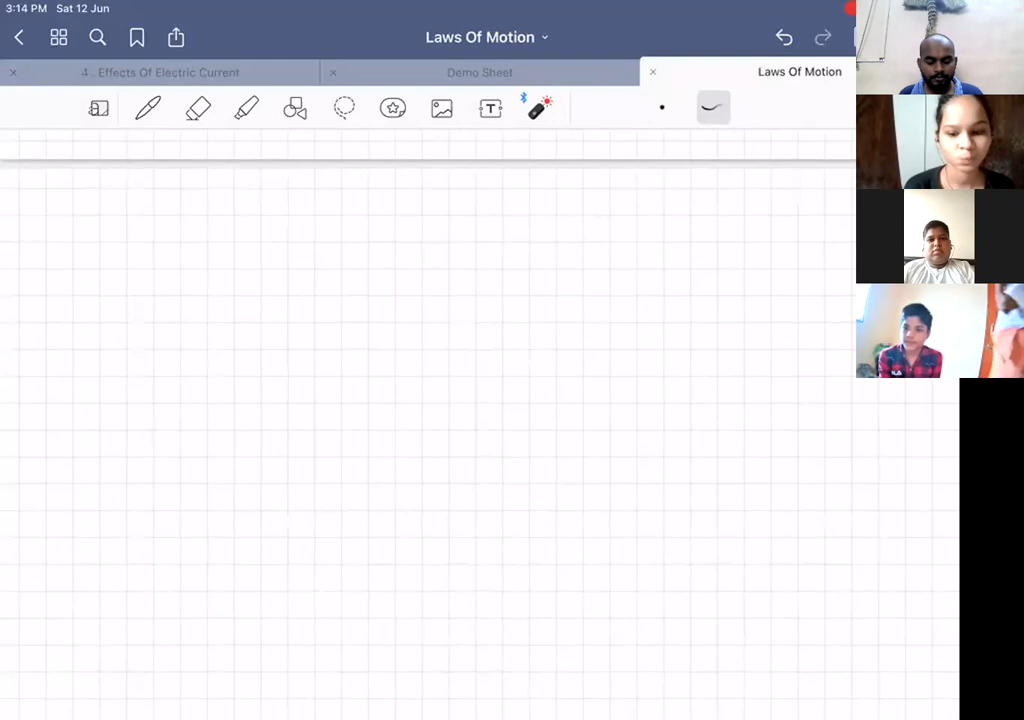 3:14 PM Sat 12 Jun
Laws Of Motion
4 . Effects Of Electric Current
Demo Sheet
Laws Of Motion
T